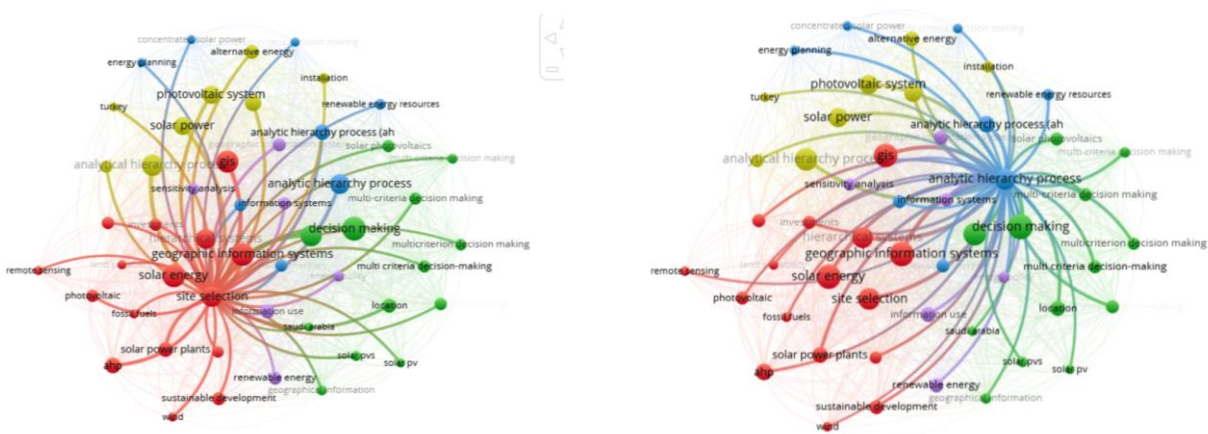 concentrated solar power
alternative energy
energy planning
installation
photovoltaic system
turkey
renewable energy resources
solar power
analytic hierarchy process (ah
solar photovoltaics
multi-criteria decision making
analytical hierarchy process
gis
sensitivity analysis
analytic hierarchy process
multi-criteria decision making
information systems
investments
decision making
hierarchical systems
multicriterion decision making
geographic information systems
multi criteria decision-making
remote sensing
solar energy
photovoltaic
site selection
location
fossil fuels
information use
saudi arabia
solar power plants
solar pvs
solar pv
ahp
renewable energy
geographical information
sustainable development
wind
concentrated solar power
alternative energy
energy planning
installation
photovoltaic system
turkey
renewable energy resources
solar power
analytic hierarchy process (ah
solar photovoltaics
multi-criteria decision making
analytical hierarchy process
gis
sensitivity analysis
analytic hierarchy process
multi-criteria decision making
information systems
investments
decision making
hierarchical systems
multicriterion decision making
geographic information systems
multi criteria decision-making
remote sensing
solar energy
photovoltaic
site selection
location
fossil fuels
information use
saudi arabia
solar power plants
solar pvs
solar pv
ahp
renewable energy
geographical information
sustainable development
wind